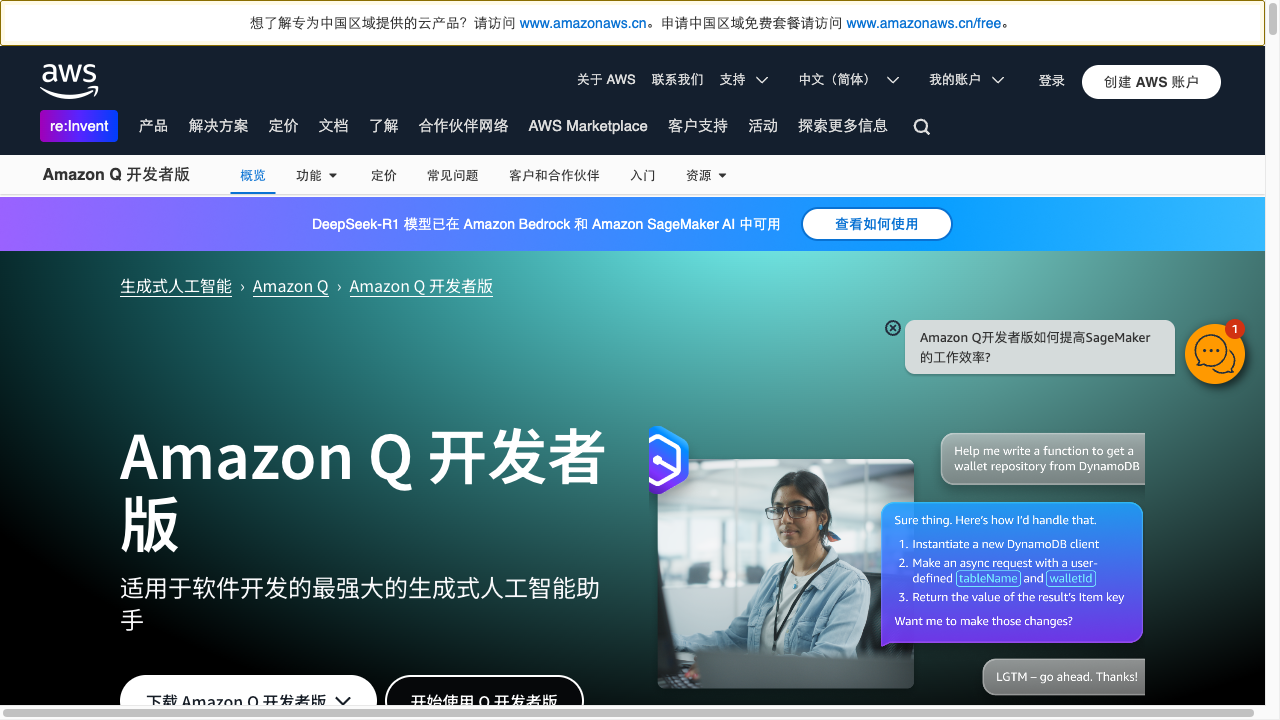 想了解专为中国区域提供的云产品？请访问 www.amazonaws.cn。申请中国区域免费套餐请访问 www.amazonaws.cn/free。
aws
关于 AWS 联系我们 支持 中文（简体） 我的账户 登录 创建 AWS 账户
re:Invent 产品 解决方案 定价 文档 了解 合作伙伴网络 AWS Marketplace 客户支持 活动 探索更多信息
Amazon Q 开发者版 概览 功能 定价 常见问题 客户和合作伙伴 入门 资源
DeepSeek-R1 模型已在 Amazon Bedrock 和 Amazon SageMaker AI 中可用 查看如何使用
生成式人工智能 › Amazon Q › Amazon Q 开发者版
Amazon Q开发者版如何提高SageMaker
的工作效率?
1
Amazon Q 开发者
版
适用于软件开发的最强大的生成式人工智能助
手
下载 Amazon Q 开发者版 开始使用 Q 开发者版
Help me write a function to get a
wallet repository from DynamoDB
Sure thing. Here's how I'd handle that.
1. Instantiate a new DynamoDB client
2. Make an async request with a user-
defined tableName and walletId
3. Return the value of the result's Item key
Want me to make those changes?
LGTM – go ahead. Thanks!